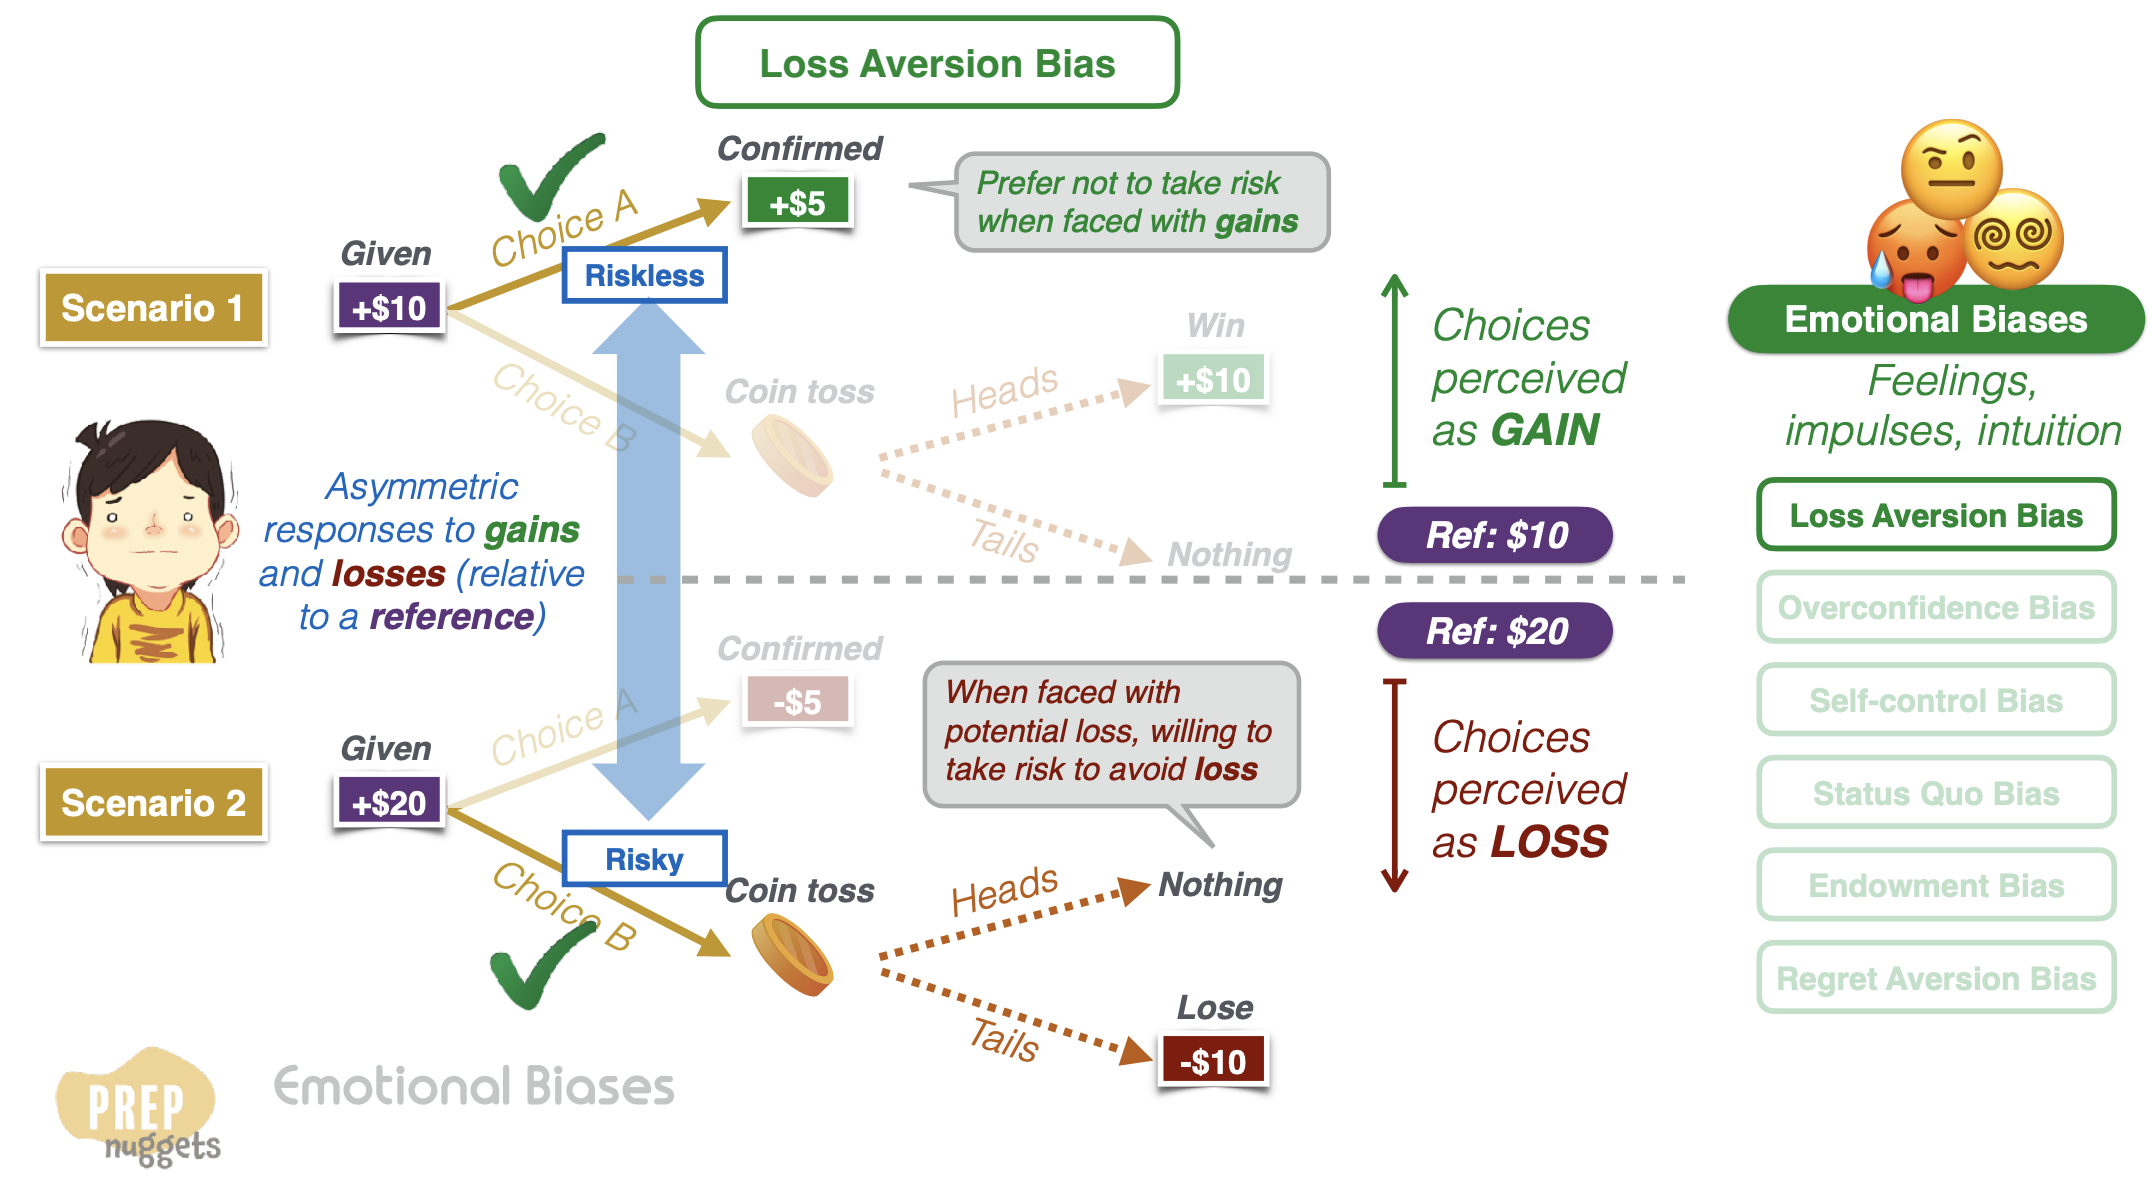 Loss Aversion Bias
Scenario 1
Given
+$10
Choice A
Riskless
Confirmed
+$5
Prefer not to take risk
when faced with gains
Choice B
Coin toss
Heads
Win
+$10
Tails
Nothing
Choices
perceived
as GAIN
Ref: $10
Asymmetric
responses to gains
and losses (relative
to a reference)
Ref: $20
Choices
perceived
as LOSS
Scenario 2
Given
+$20
Choice A
Confirmed
-$5
When faced with
potential loss, willing to
take risk to avoid loss
Risky
Choice B
Coin toss
Heads
Nothing
Tails
Lose
-$10
Emotional Biases
Feelings,
impulses, intuition
Loss Aversion Bias
Overconfidence Bias
Self-control Bias
Status Quo Bias
Endowment Bias
Regret Aversion Bias
PREP
nuggets
Emotional Biases